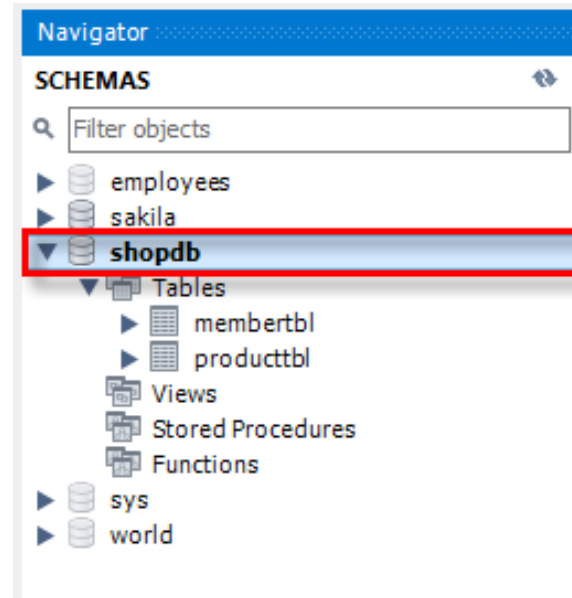 Navigator
SCHEMAS
Filter objects
employees
sakila
shopdb
Tables
membertbl
producttbl
Views
Stored Procedures
Functions
sys
world